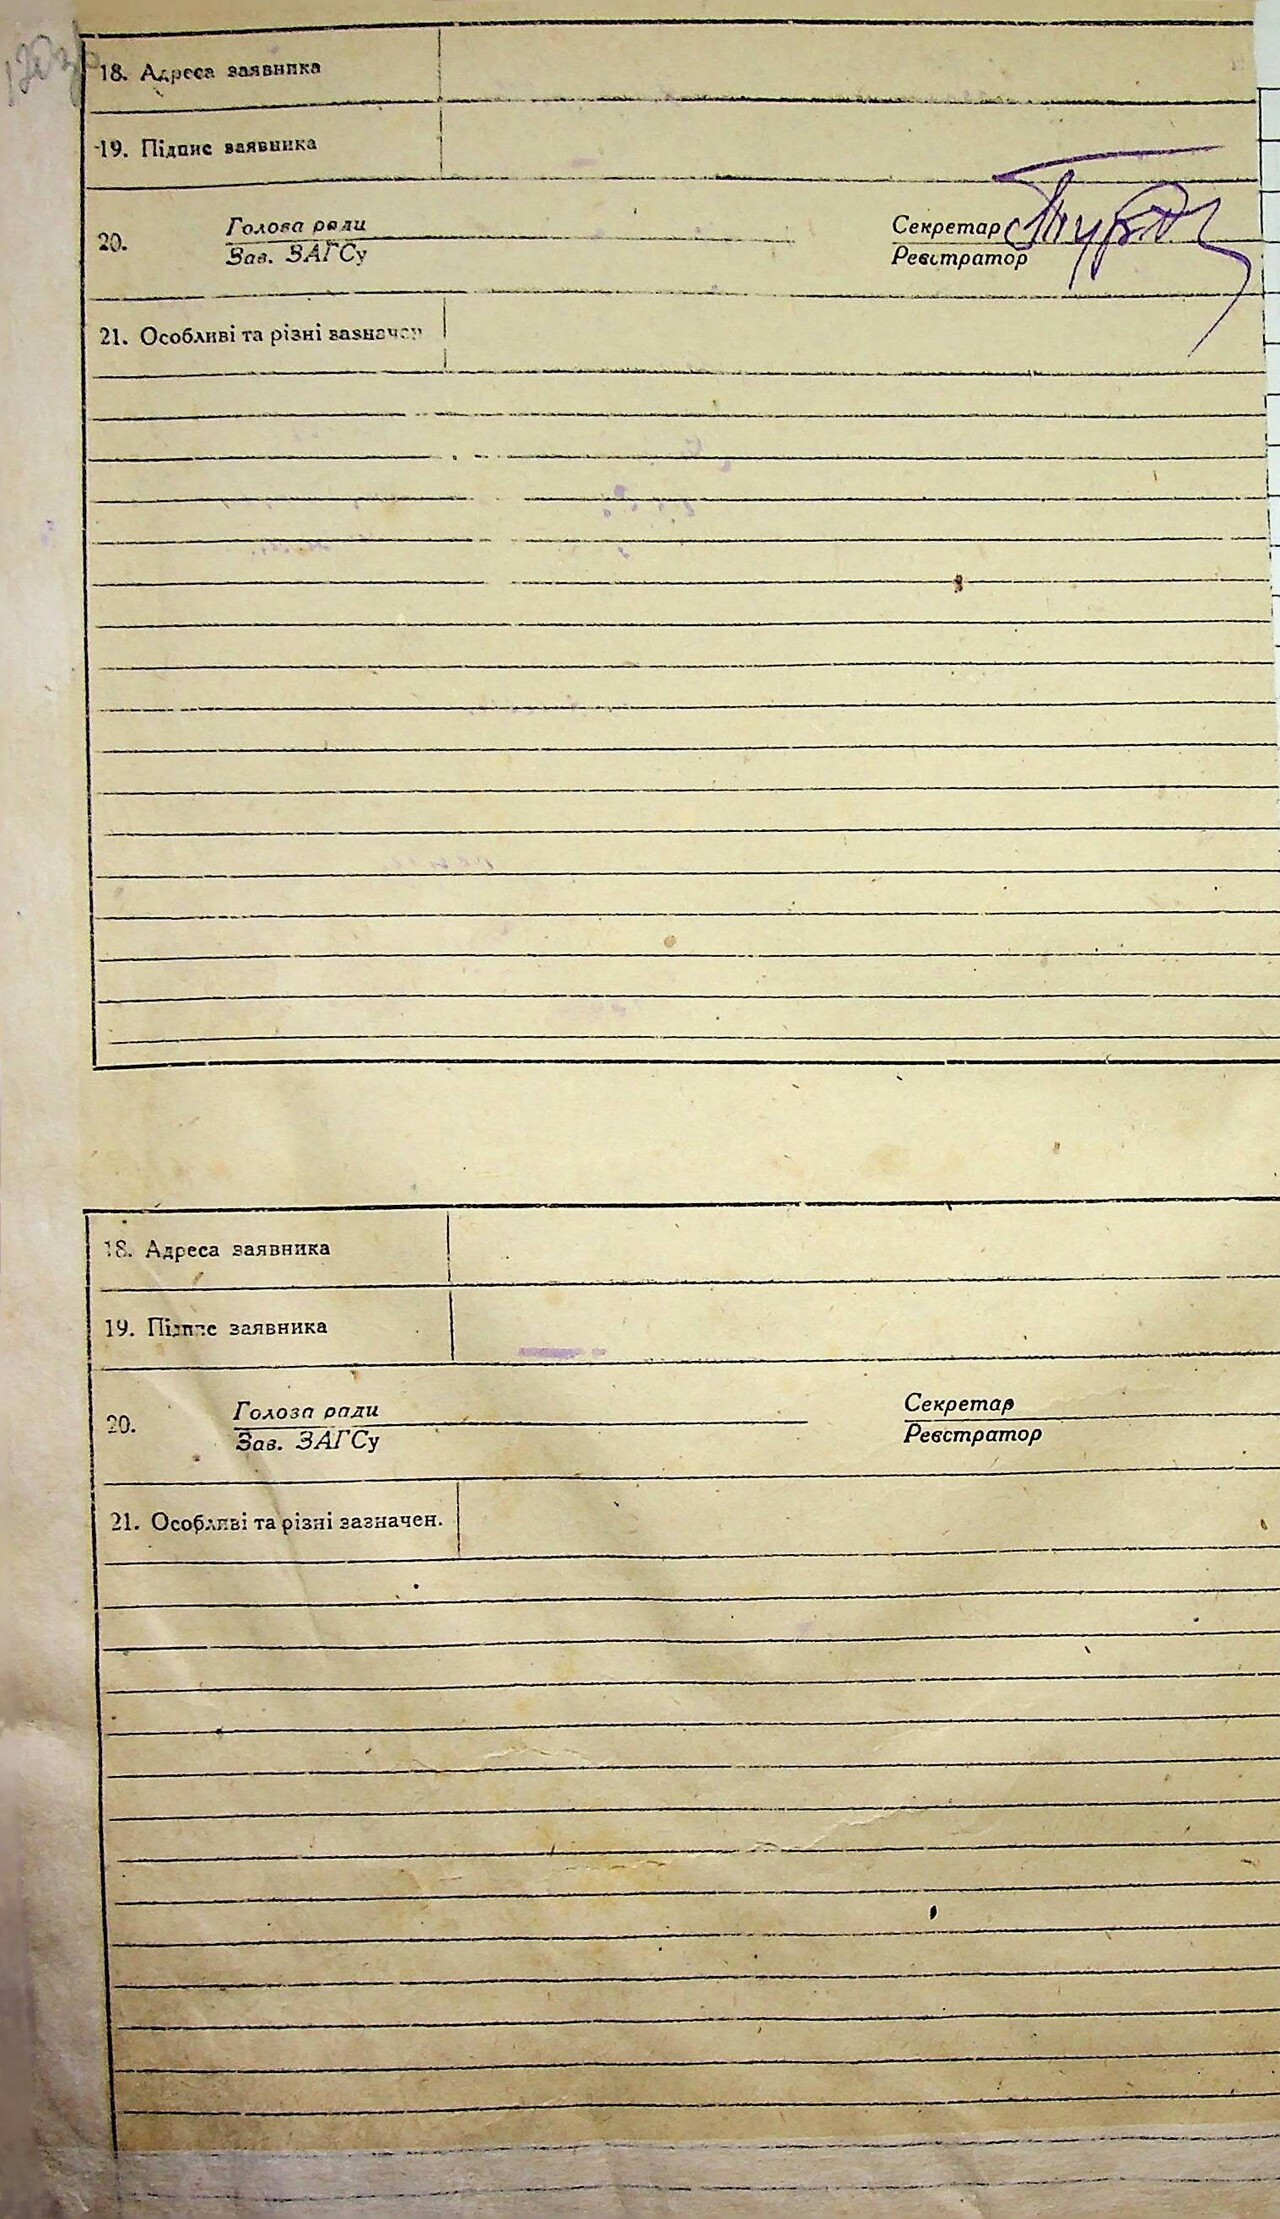 18. Адреса заявника
19. Підпис заявника
20. Голова ради Секретар
Зав. ЗАГСу Реєстратор
21. Особливі та різні зазначен
18. Адреса заявника
19. Підпис заявника
20. Голова ради Секретар
Зав. ЗАГСу Реєстратор
21. Особливі та різні зазначен.